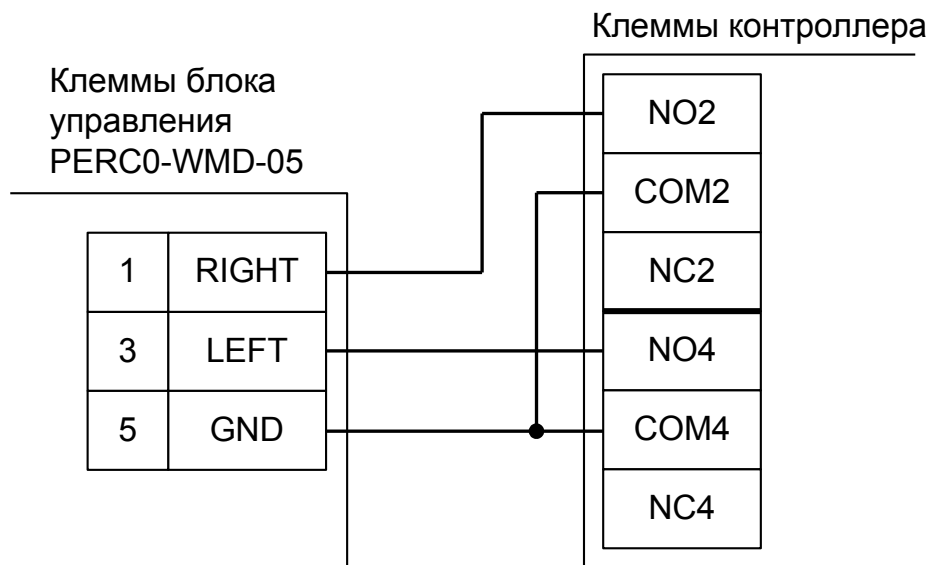 Клеммы контроллера
Клеммы блока
управления
PERC0-WMD-05
NO2
COM2
NC2
NO4
COM4
NC4
1 RIGHT
3 LEFT
5 GND